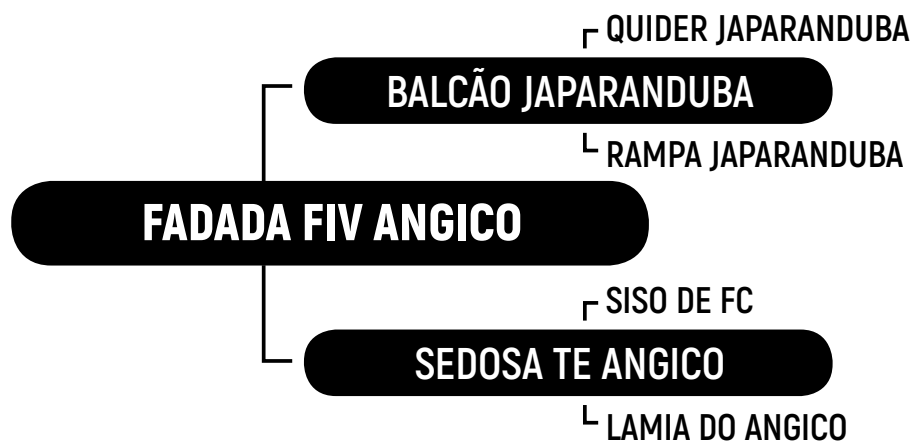 QUIDER JAPARANDUBA
BALCÃO JAPARANDUBA
RAMPA JAPARANDUBA
FADADA FIV ANGICO
SISO DE FC
SEDOSA TE ANGICO
LAMIA DO ANGICO